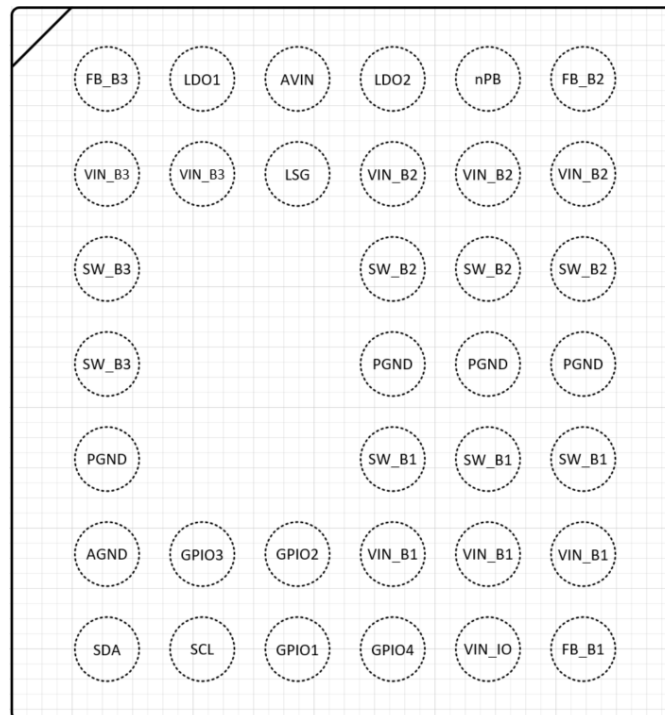 FB_B3 LDO1 AVIN LDO2 nPB FB_B2
VIN_B3 VIN_B3 LSG VIN_B2 VIN_B2 VIN_B2
SW_B3 SW_B2 SW_B2 SW_B2
SW_B3 PGND PGND PGND
PGND SW_B1 SW_B1 SW_B1
AGND GPIO3 GPIO2 VIN_B1 VIN_B1 VIN_B1
SDA SCL GPIO1 GPIO4 VIN_IO FB_B1